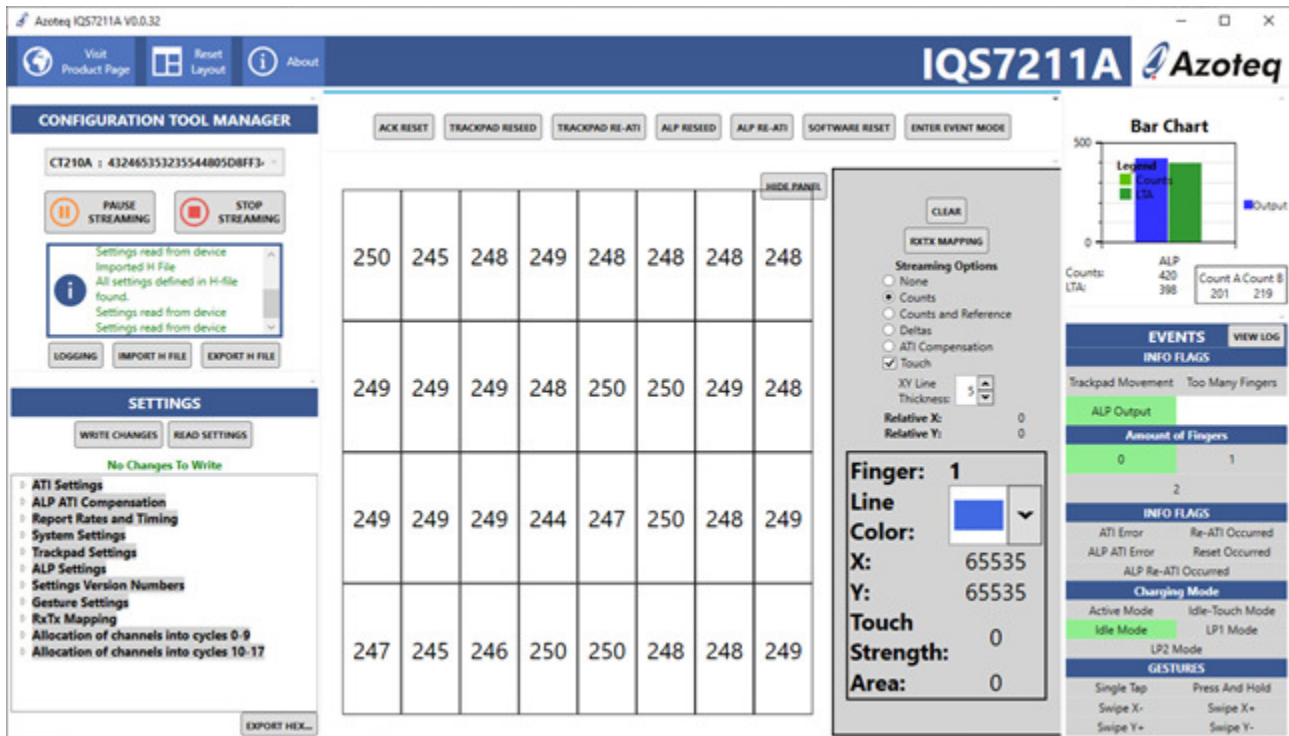 Azoteq IQS7211A V0.0.32
Visit Product Page
Reset Layout
About
IQS7211A
Azoteq
CONFIGURATION TOOL MANAGER
CT210A : 432465353235544805D8FF3
PAUSE STREAMING
STOP STREAMING
Settings read from device
Imported H File
All settings defined in H-file
found.
Settings read from device
Settings read from device
LOGGING
IMPORT H FILE
EXPORT H FILE
SETTINGS
WRITE CHANGES
READ SETTINGS
No Changes To Write
ATI Settings
ALP ATI Compensation
Report Rates and Timing
System Settings
Trackpad Settings
ALP Settings
Settings Version Numbers
Gesture Settings
RxTx Mapping
Allocation of channels into cycles 0-9
Allocation of channels into cycles 10-17
EXPORT HEX...
ACK RESET
TRACKPAD RESEED
TRACKPAD RE-ATI
ALP RESEED
ALP RE-ATI
SOFTWARE RESET
ENTER EVENT MODE
HIDE PANEL
250 245 248 249 248 248 248 248
249 249 249 248 250 250 249 248
249 249 249 244 247 250 248 249
247 245 246 250 250 248 248 249
CLEAR
RXTX MAPPING
Streaming Options
None
Counts
Counts and Reference
Deltas
ATI Compensation
Touch
XY Line
Thickness: 5
Relative X: 0
Relative Y: 0
Finger: 1
Line
Color:
X: 65535
Y: 65535
Touch
Strength: 0
Area: 0
Bar Chart
500
Legend
Counts
LTA
Output
0
ALP
Counts: 420
LTA: 398
Count A Count B
201 219
EVENTS
VIEW LOG
INFO FLAGS
Trackpad Movement
Too Many Fingers
ALP Output
Amount of Fingers
0
1
2
INFO FLAGS
ATI Error
Re-ATI Occurred
ALP ATI Error
Reset Occurred
ALP Re-ATI Occurred
Charging Mode
Active Mode
Idle-Touch Mode
Idle Mode
LP1 Mode
LP2 Mode
GESTURES
Single Tap
Press And Hold
Swipe X-
Swipe X+
Swipe Y+
Swipe Y-